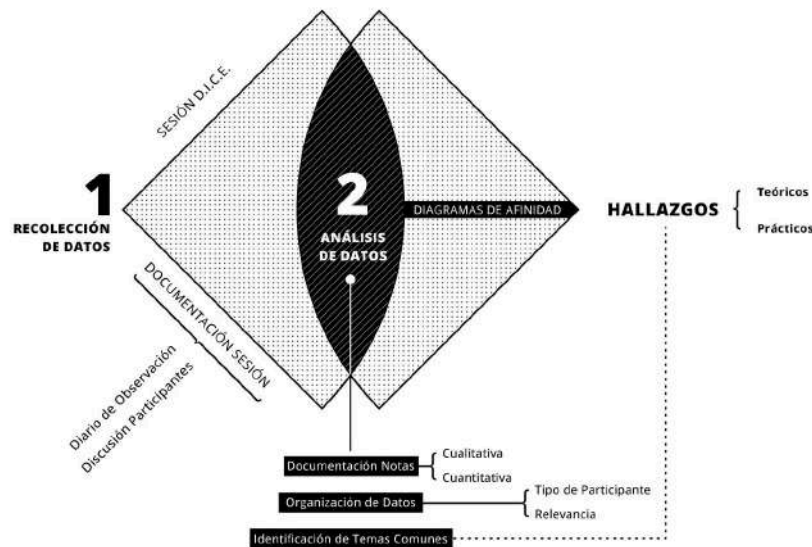 SESIÓN D.I.C.E.
1
RECOLECCIÓN
DE DATOS
DOCUMENTACIÓN SESIÓN
Diario de Observación
Discusión Participantes
2
ANÁLISIS
DE DATOS
DIAGRAMAS DE AFINIDAD
HALLAZGOS
Teóricos
Prácticos
Documentación Notas
Cualitativa
Cuantitativa
Organización de Datos
Tipo de Participante
Relevancia
Identificación de Temas Comunes